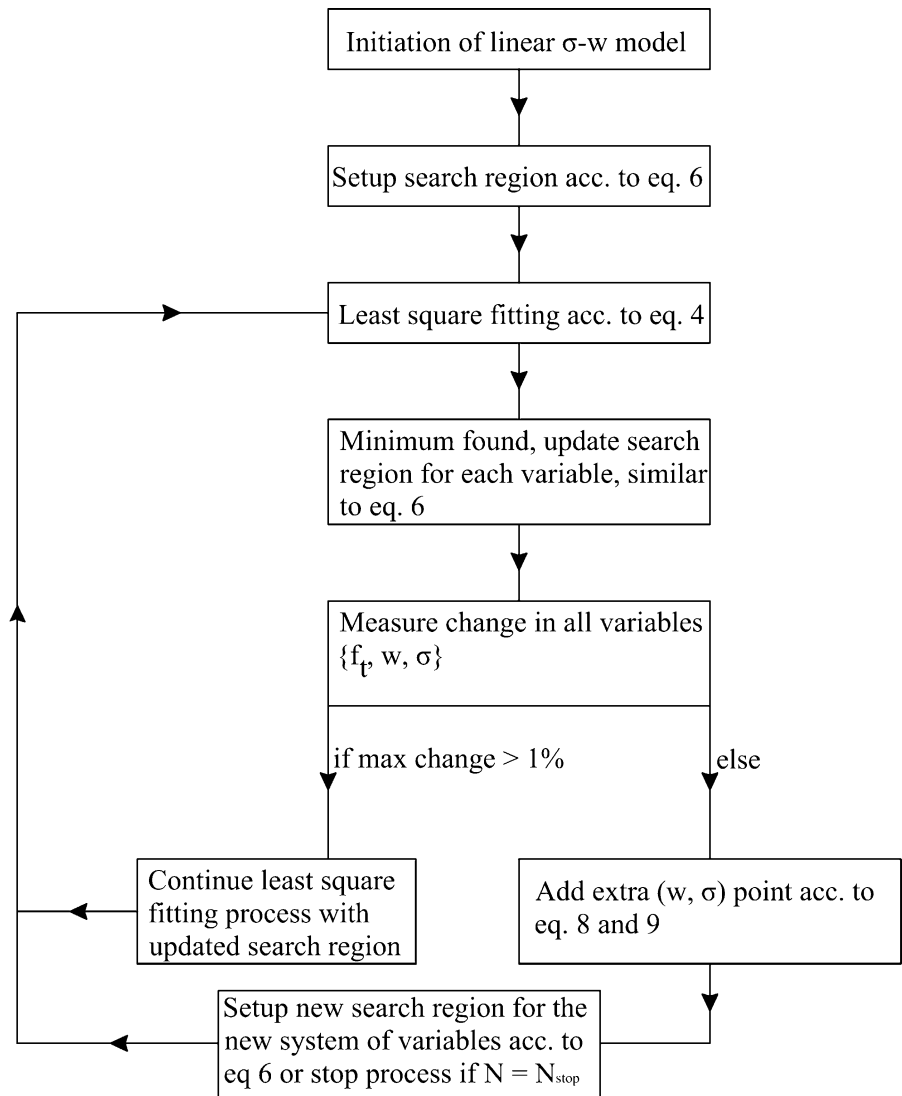 Initiation of linear σ-w model
Setup search region acc. to eq. 6
Least square fitting acc. to eq. 4
Minimum found, update search
region for each variable, similar
to eq. 6
Measure change in all variables
{fₜ, w, σ}
if max change > 1%
else
Continue least square
fitting process with
updated search region
Add extra (w, σ) point acc. to
eq. 8 and 9
Setup new search region for the
new system of variables acc. to
eq 6 or stop process if N = Nstop